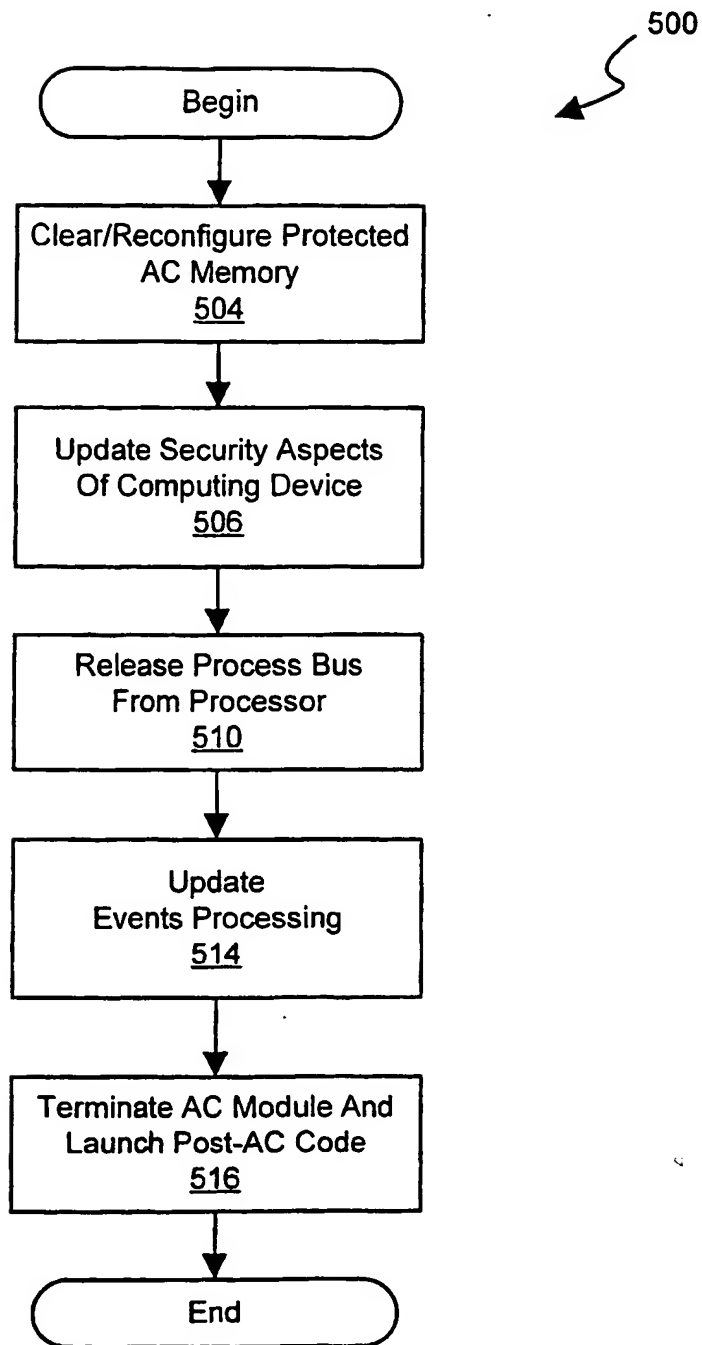 500
Begin
Clear/Reconfigure Protected
AC Memory
504
Update Security Aspects
Of Computing Device
506
Release Process Bus
From Processor
510
Update
Events Processing
514
Terminate AC Module And
Launch Post-AC Code
516
End